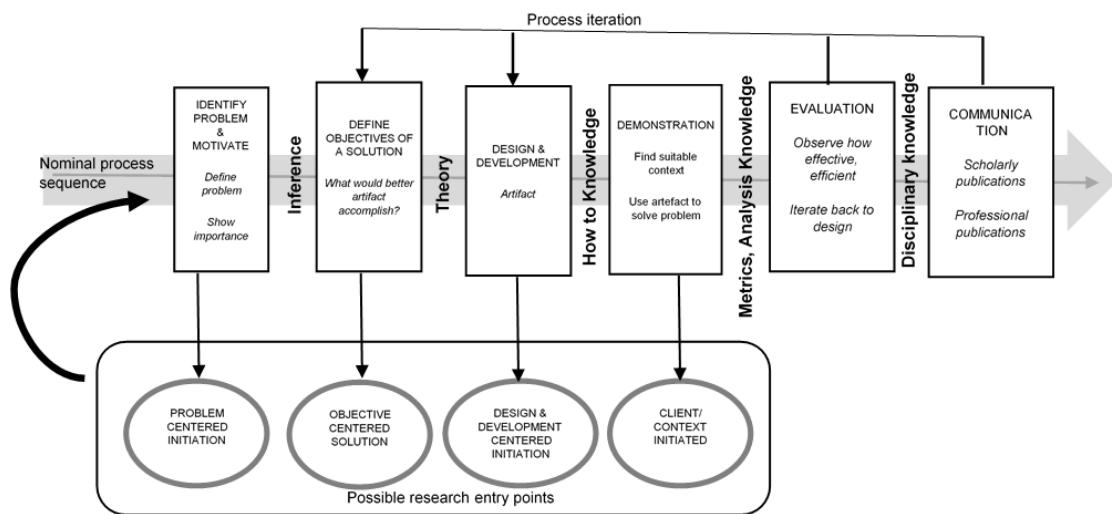 Process iteration
Nominal process
sequence
IDENTIFY
PROBLEM
&
MOTIVATE
Define
problem
Show
importance
Inference
DEFINE
OBJECTIVES OF
A SOLUTION
What would better
artifact
accomplish?
Theory
DESIGN &
DEVELOPMENT
Artifact
How to Knowledge
DEMONSTRATION
Find suitable
context
Use artefact to
solve problem
Metrics, Analysis Knowledge
EVALUATION
Observe how
effective,
efficient
Iterate back to
design
Disciplinary knowledge
COMMUNICA
TION
Scholarly
publications
Professional
publications
PROBLEM
CENTERED
INITIATION
OBJECTIVE
CENTERED
SOLUTION
DESIGN &
DEVELOPMENT
CENTERED
INITIATION
CLIENT/
CONTEXT
INITIATED
Possible research entry points